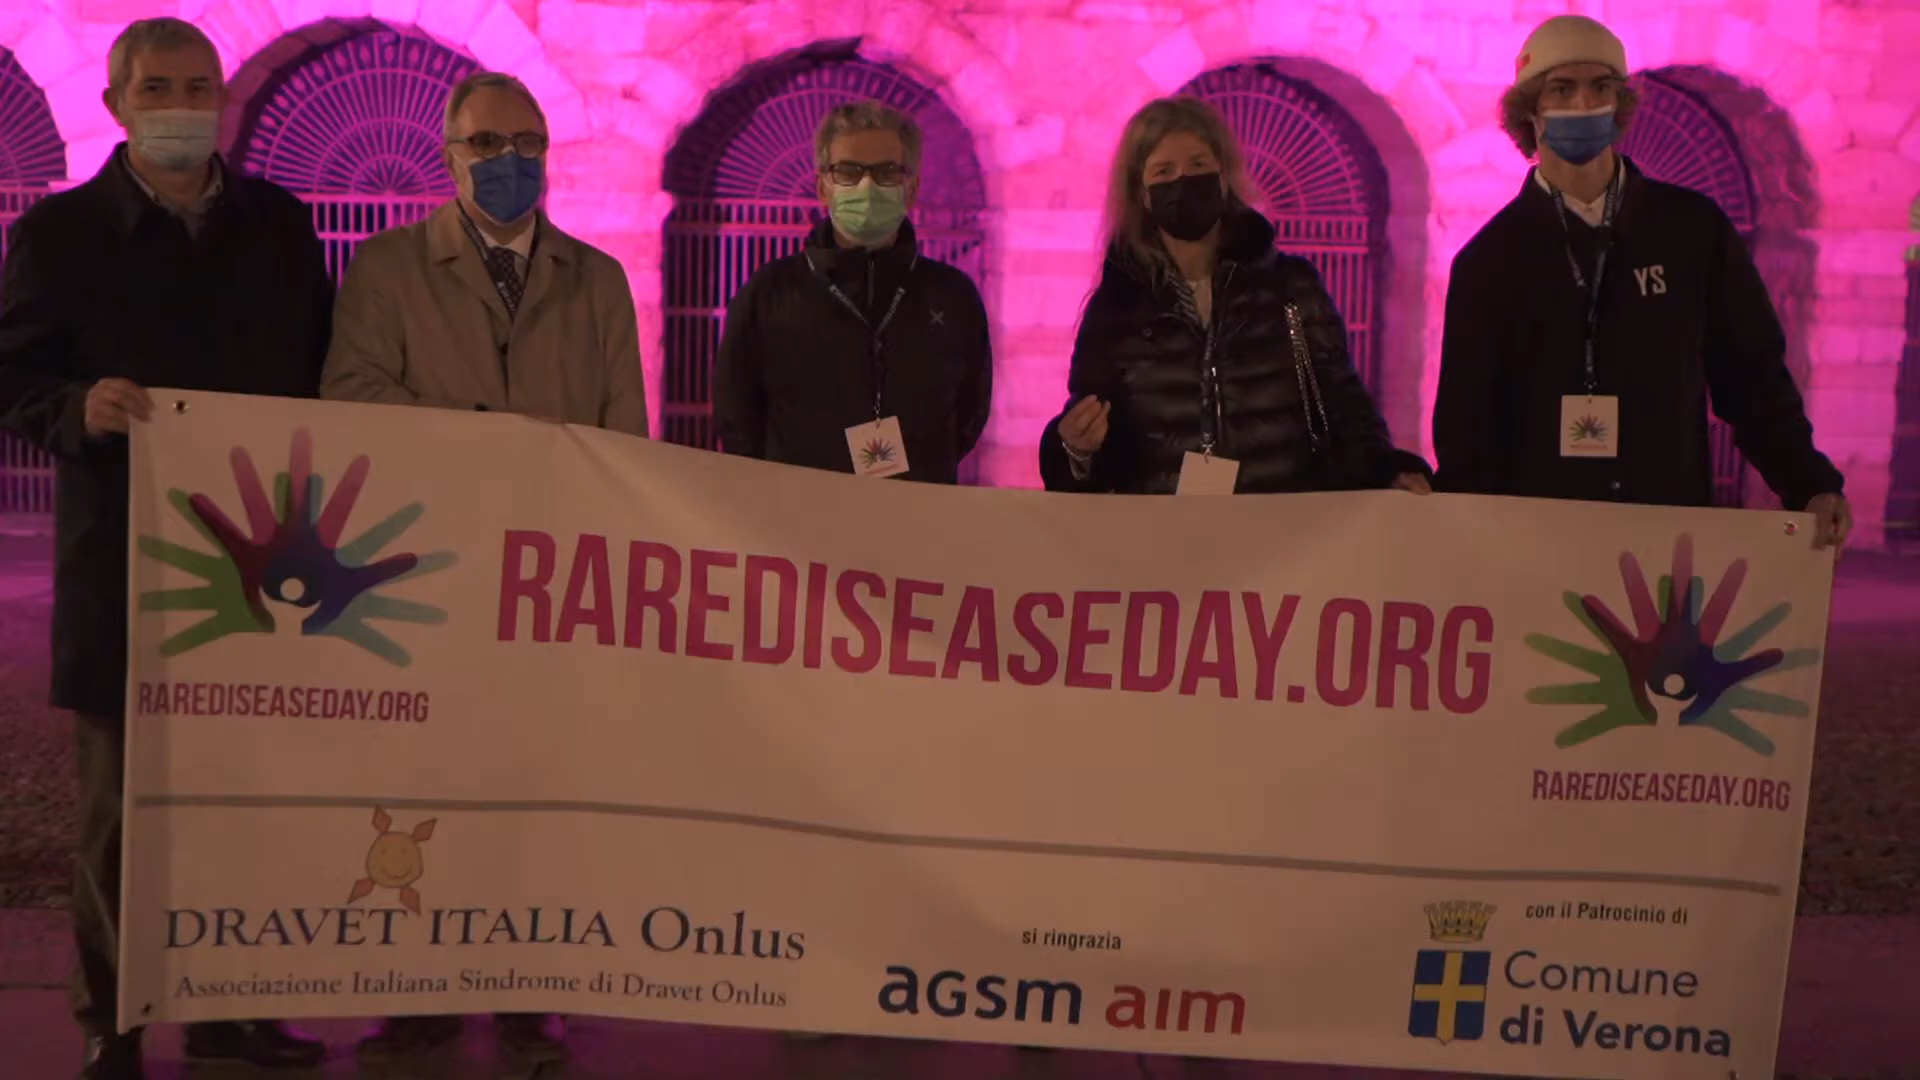 YS
RAREDISEASEDAY.ORG
RAREDISEASEDAY.ORG
RAREDISEASEDAY.ORG
DRAVET ITALIA Onlus
Associazione Italiana Sindrome di Dravet Onlus
si ringrazia
aGsm aim
con il Patrocinio di
Comune
di Verona